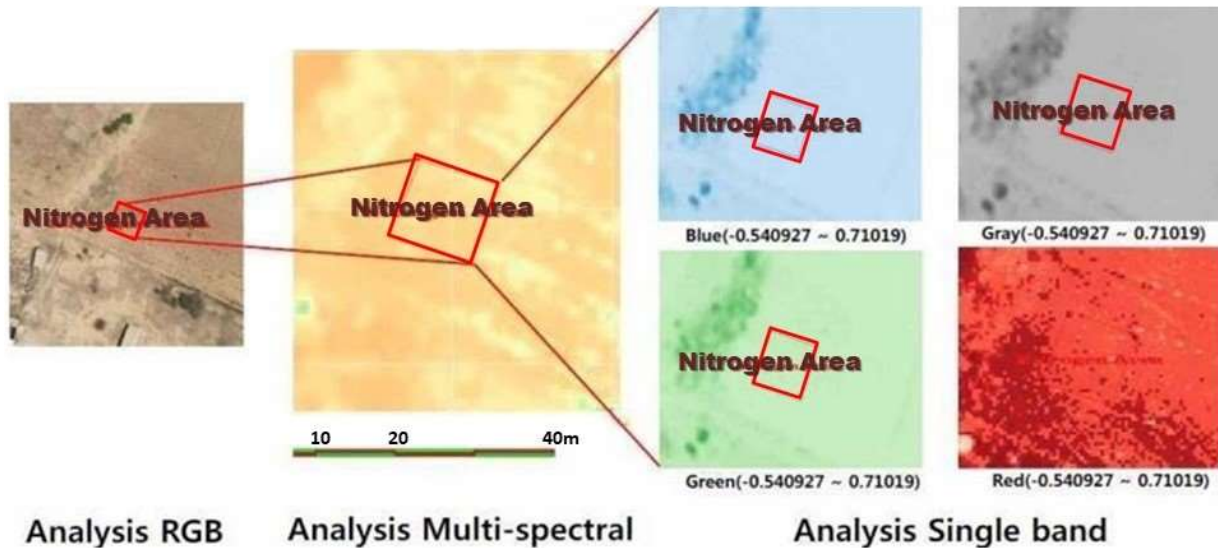 Nitrogen Area
Analysis RGB
Nitrogen Area
10 20 40m
Analysis Multi-spectral
Nitrogen Area
Blue(-0.540927 ~ 0.71019)
Nitrogen Area
Gray(-0.540927 ~ 0.71019)
Nitrogen Area
Green(-0.540927 ~ 0.71019)
Nitrogen Area
Red(-0.540927 ~ 0.71019)
Analysis Single band